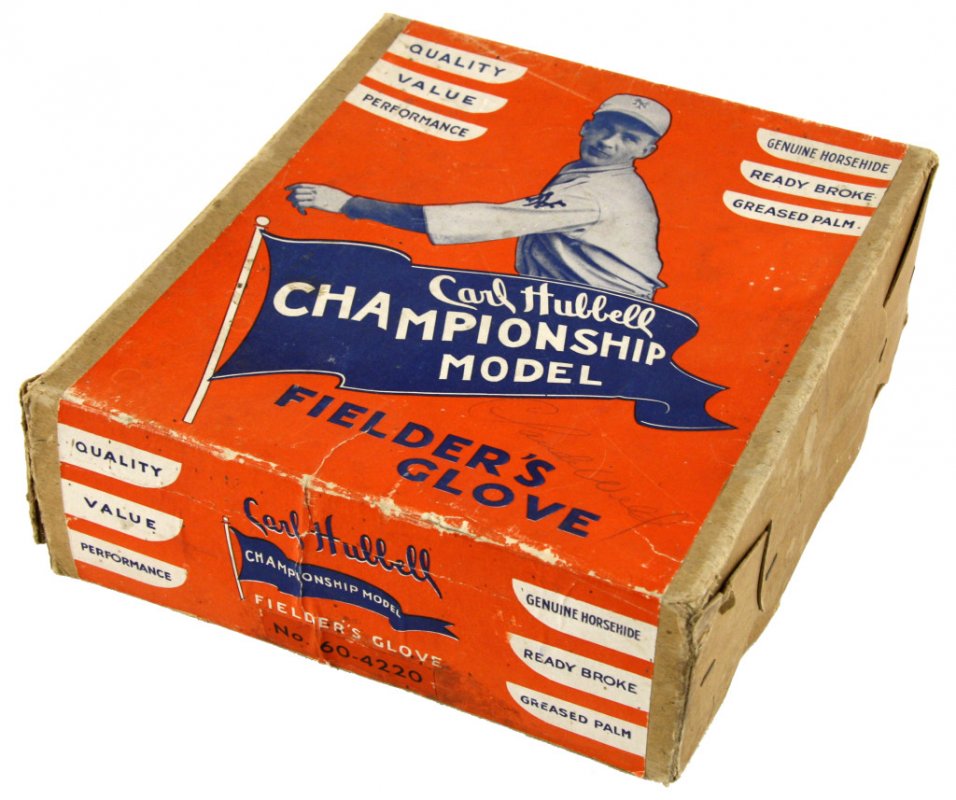 QUALITY
VALUE
PERFORMANCE
GENUINE HORSEHIDE
READY BROKE
GREASED PALM.
NY
Carl Hubbell
CHAMPIONSHIP
MODEL
FIELDER'S
GLOVE
QUALITY
VALUE
PERFORMANCE
Carl Hubbell
CHAMPIONSHIP MODEL
FIELDER'S GLOVE
No. 60-4220
GENUINE HORSEHIDE
READY BROKE
GREASED PALM